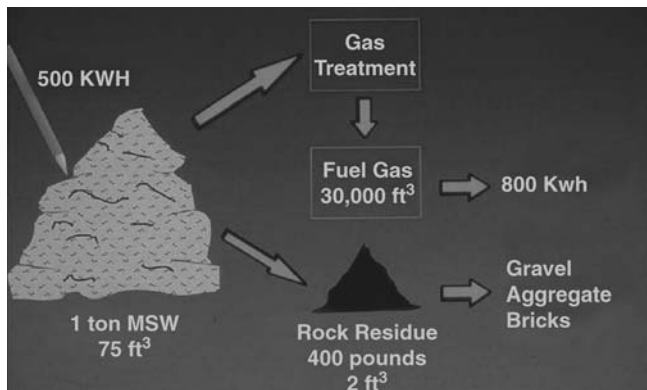 500 KWH
Gas
Treatment
Fuel Gas
30,000 ft³
800 Kwh
1 ton MSW
75 ft³
Rock Residue
400 pounds
2 ft³
Gravel
Aggregate
Bricks